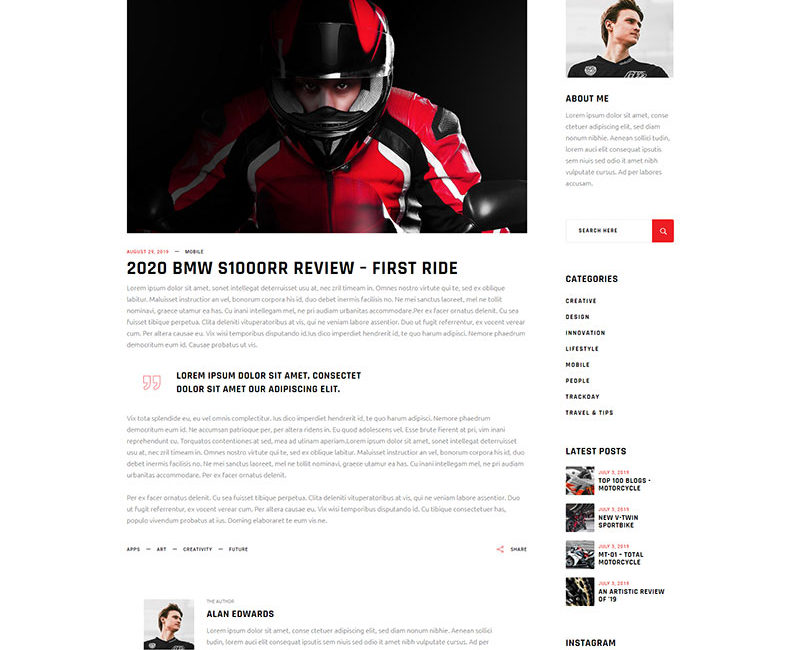 AUGUST 29, 2019 — MOBILE
2020 BMW S1000RR REVIEW – FIRST RIDE
Lorem ipsum dolor sit amet, sonet integat deterruisset usu at, nec zril timeam in. Omnes nostro virtute qui te, sed ex oblique
labitur. Maluisset instructior an vel, bonorum corpora his id, duo debet inermis facilisis no. Ne mei sanctus laoreet, mel ne tollit
nominavi, graece utamur ea has. Cu inani intellegam mel, ne pri audiam urbanitas accommodare.Per ex facer ornatus delenit. Cu sea
fuisset tibique perpetua. Clita deleniti vituperatoribus at vis, qui ne veniam labore assentior. Duo ut fugit referrentur, ex vocent verear
cum. Per altera causae eu. Vix wisi temporibus disputando id.Ius dico imperdiet hendrerit id, te quo harum adipisci. Nemore phaedrum
democritum eum id. Causae probatus ut vis.
LOREM IPSUM DOLOR SIT AMET, CONSECTET
DOLOR SIT AMET OUR ADIPISCING ELIT.
Vix tota splendide eu, eu vel omnis complectitur. Ius dico imperdiet hendrerit id, te quo harum adipisci. Nemore phaedrum
democritum eum id. Ne accumsan patrioque per, per altera ridens in. Eu quod adolescens vel. Esse brute fierent at pri, vim inani
reprehendunt eu. Torquatos contentiones at sed, mea ad utinam aperiam.Lorem ipsum dolor sit amet, sonet integat deterruisset
usu at, nec zril timeam in. Omnes nostro virtute qui te, sed ex oblique labitur. Maluisset instructior an vel, bonorum corpora his id, duo
debet inermis facilisis no. Ne mei sanctus laoreet, mel ne tollit nominavi, graece utamur ea has. Cu inani intellegam mel, ne pri audiam
urbanitas accommodare. Per ex facer ornatus delenit.
Per ex facer ornatus delenit. Cu sea fuisset tibique perpetua. Clita deleniti vituperatoribus at vis, qui ne veniam labore assentior. Duo
ut fugit referrentur, ex vocent verear cum. Per altera causae eu. Vix wisi temporibus disputando id. Cu tibique consectetuer has,
populo vivendum probatus at ius. Doming elaboraret te eum vis ne.
APPS — ART — CREATIVITY — FUTURE
SHARE
THE AUTHOR
ALAN EDWARDS
Lorem ipsum dolor sit amet, consectetuer adipiscing elit, sed diam nonumy nibh elismod tincidunt ut laoreet dolore velit
tunc, lorem auci elit consequat ipsutis sem nibh id elit. Duis sed odio sit amet nibh vulputate cursus. Ad per
ABOUT ME
Lorem ipsum dolor sit amet, conse
ctetuer adipiscing elit, sed diam
nonumn nibh. Aenean sollici tudin,
lorem auci elit consequat ipsutis
sem niuis sed odio it amet nibh
vulputate cursus. Ad per labores
accusam.
SEARCH HERE
CATEGORIES
CREATIVE
DESIGN
INNOVATION
LIFESTYLE
MOBILE
PEOPLE
TRACKDAY
TRAVEL & TIPS
LATEST POSTS
JULY 3, 2019
TOP 100 BLOGS -
MOTORCYCLE
JULY 3, 2019
NEW V-TWIN
SPORTBIKE
JULY 3, 2019
MT-01 – TOTAL
MOTORCYCLE
JULY 3, 2019
AN ARTISTIC REVIEW
OF '19
INSTAGRAM